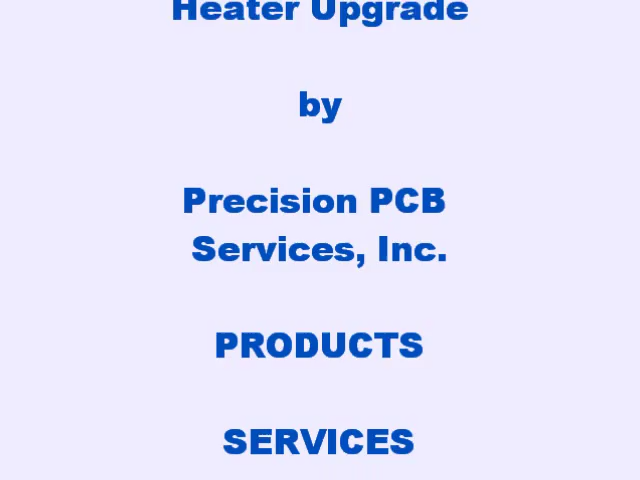 Heater Upgrade
by
Precision PCB
Services, Inc.
PRODUCTS
SERVICES